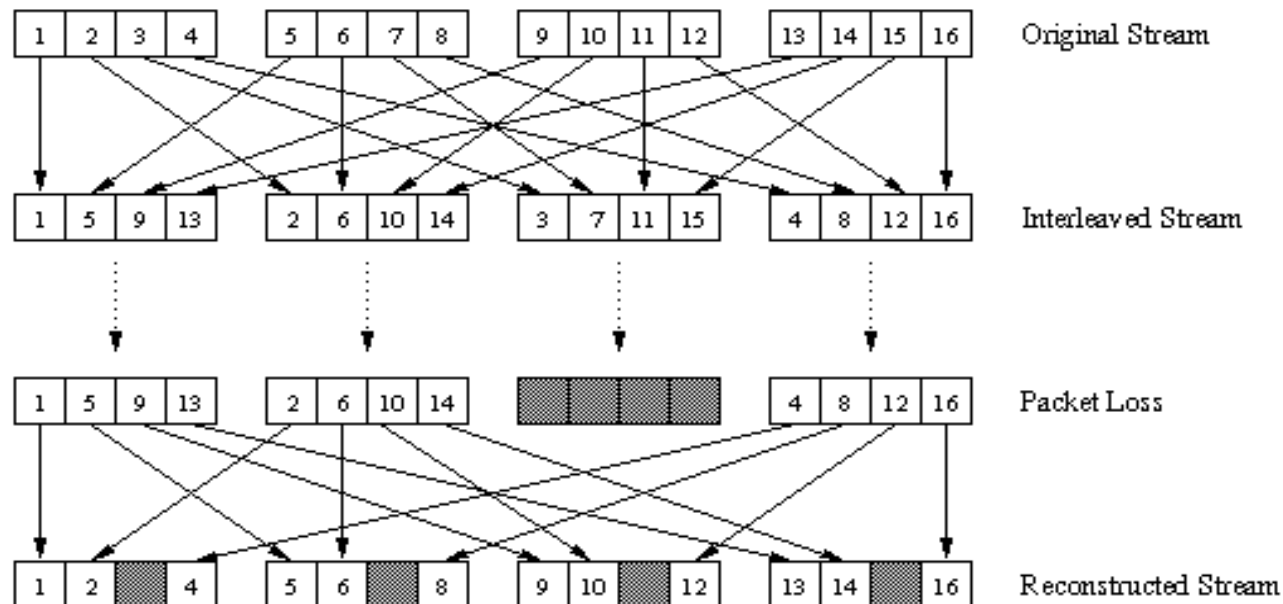 1 2 3 4 5 6 7 8 9 10 11 12 13 14 15 16 Original Stream
1 5 9 13 2 6 10 14 3 7 11 15 4 8 12 16 Interleaved Stream
1 5 9 13 2 6 10 14 4 8 12 16 Packet Loss
1 2 4 5 6 8 9 10 12 13 14 16 Reconstructed Stream